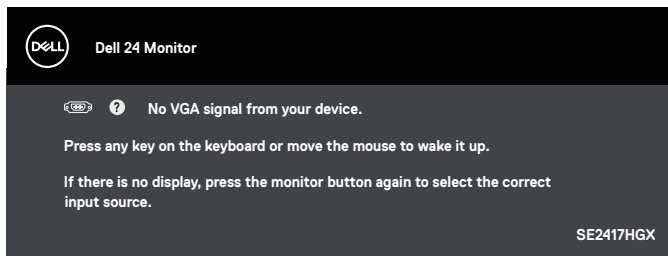 DELL
Dell 24 Monitor
? No VGA signal from your device.
Press any key on the keyboard or move the mouse to wake it up.
If there is no display, press the monitor button again to select the correct
input source.
SE2417HGX